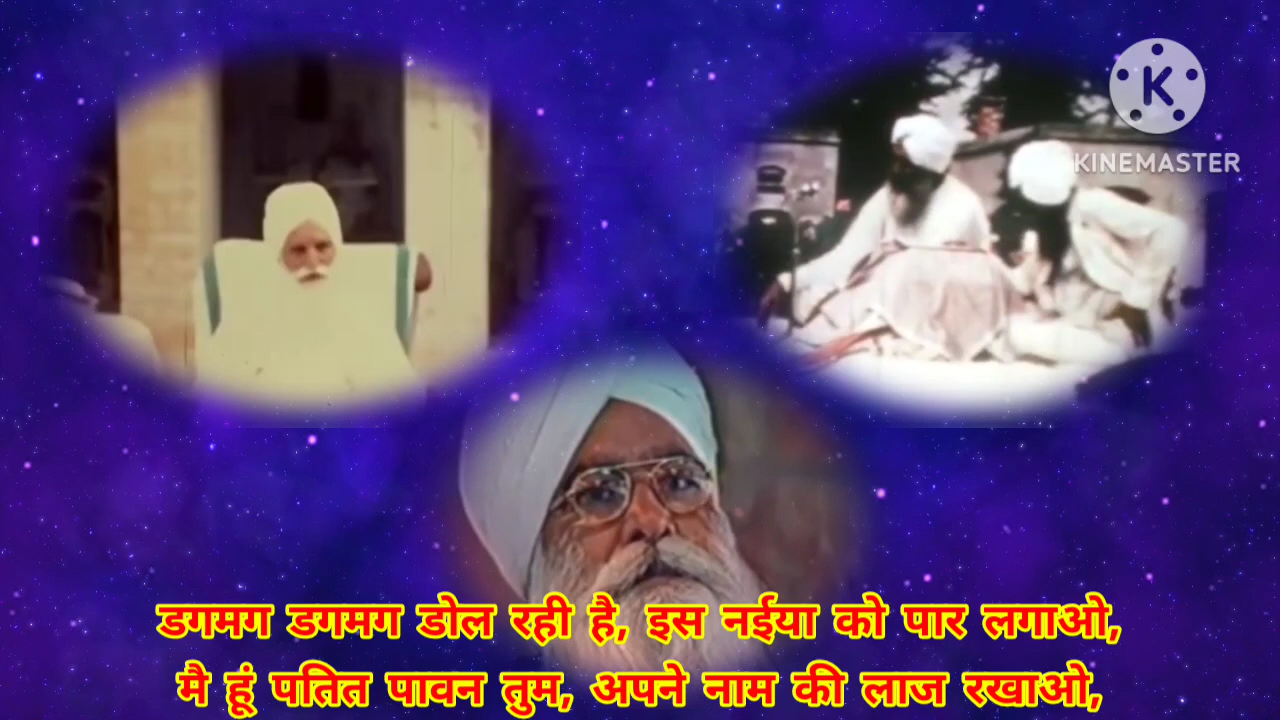 K
KINEMASTER
डगमग डगमग डोल रही है, इस नईया को पार लगाओ,
मै हूं पतित पावन तुम, अपने नाम की लाज रखाओ,